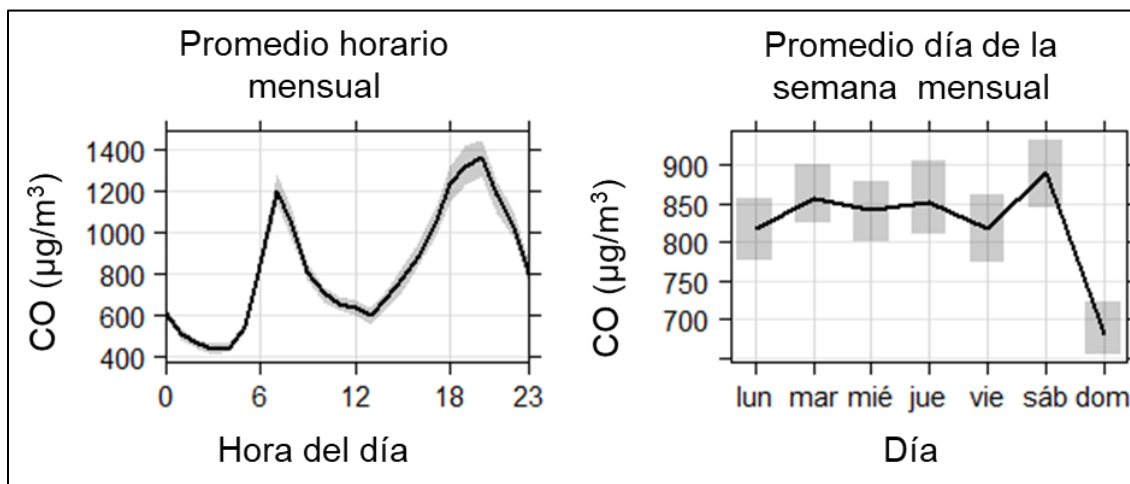 Promedio horario
mensual
CO (µg/m³)
1400
1200
1000
800
600
400
0 6 12 18 23
Hora del día
Promedio día de la
semana mensual
CO (µg/m³)
900
850
800
750
700
lun mar mié jue vie sáb dom
Día